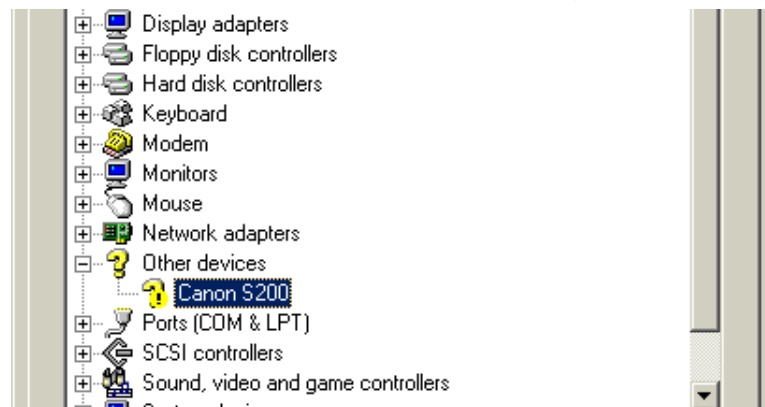 Display adapters
Floppy disk controllers
Hard disk controllers
Keyboard
Modem
Monitors
Mouse
Network adapters
Other devices
Canon S200
Ports (COM & LPT)
SCSI controllers
Sound, video and game controllers